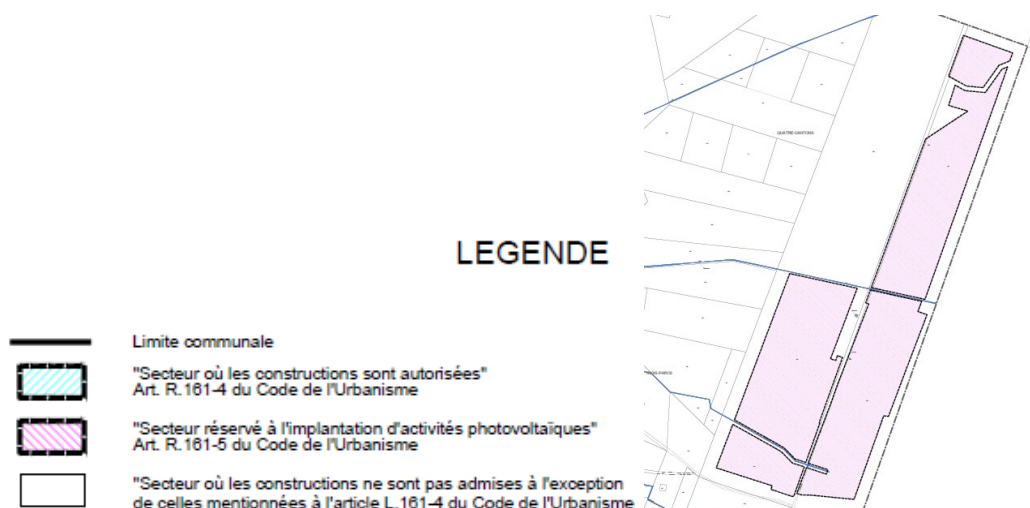 LEGENDE
Limite communale
"Secteur où les constructions sont autorisées"
Art. R.161-4 du Code de l'Urbanisme
"Secteur réservé à l'implantation d'activités photovoltaïques"
Art. R.161-5 du Code de l'Urbanisme
"Secteur où les constructions ne sont pas admises à l'exception
de celles mentionnées à l'article L.161-4 du Code de l'Urbanisme
QUATRE-CANTONS